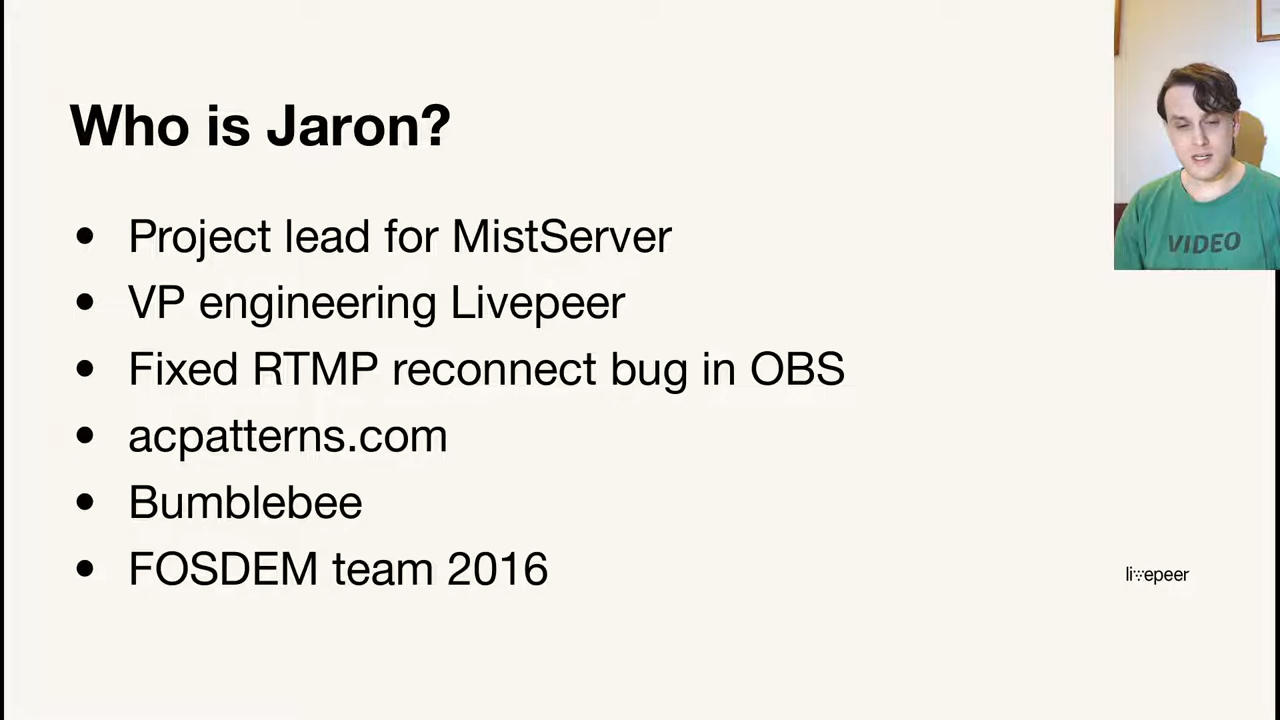 Who is Jaron?
• Project lead for MistServer
• VP engineering Livepeer
• Fixed RTMP reconnect bug in OBS
• acpatterns.com
• Bumblebee
• FOSDEM team 2016
VIDEO
livepeer